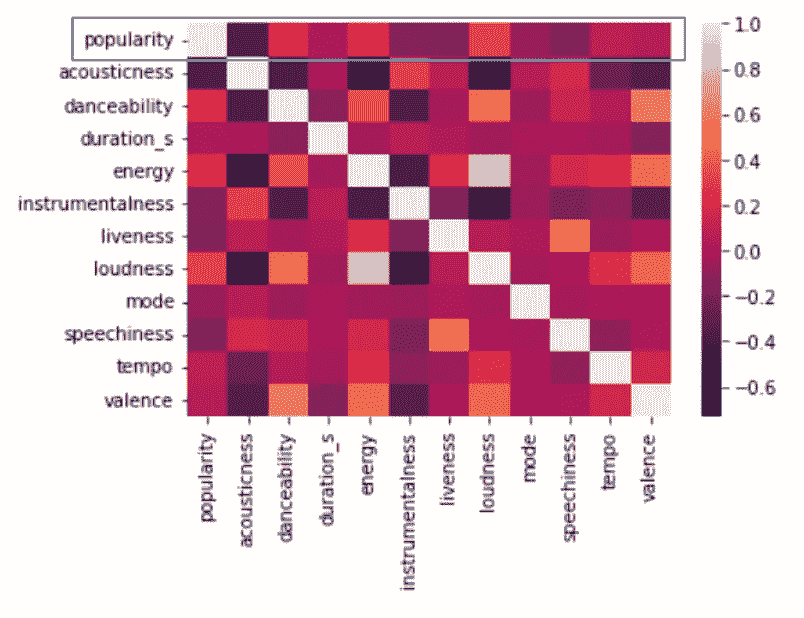 popularity
acousticness
danceability
duration_s
energy
instrumentalness
liveness
loudness
mode
speechiness
tempo
valence
popularity
acousticness
danceability
duration_s
energy
instrumentalness
liveness
loudness
mode
speechiness
tempo
valence
1.0
0.8
0.6
0.4
0.2
0.0
−0.2
−0.4
−0.6